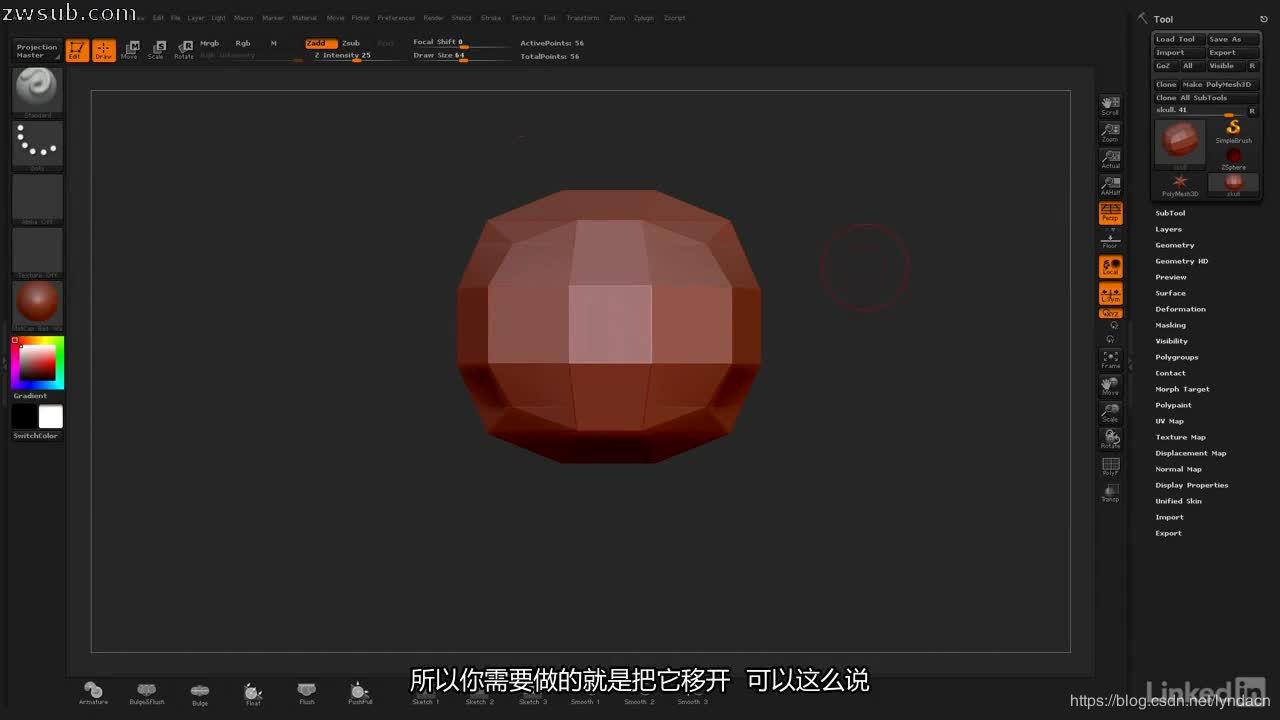 zwsub.com
Edit File Layer Light Macro Marker Material Movie Picker Preferences Render Stencil Stroke Texture Tool Transform Zoom Zplugin Zscript
Tool
Projection Master
Edit Draw Move Scale Rotate
Mrgb Rgb M
Rgb Intensity
Zadd Zsub
Z Intensity 25
Focal Shift 0
Draw Size 64
ActivePoints: 56
TotalPoints: 56
Load Tool Save As
Import Export
GoZ All Visible R
Clone Make PolyMesh3D
Clone All SubTools
skull. 41 R
SimpleBrush
ZSphere
skull
PolyMesh3D
skull
SubTool
Layers
Geometry
Geometry HD
Preview
Surface
Deformation
Masking
Visibility
Polygroups
Contact
Morph Target
Polypaint
UV Map
Texture Map
Displacement Map
Normal Map
Display Properties
Unified Skin
Import
Export
Standard
Dots
Alpha Off
Texture Off
Gradient
SwitchColor
Scroll
Zoom
Actual
AAHalf
Persp
Floor
Local
L.Sym
XYZ
Frame
Move
Scale
Rotate
PolyF
Transp
所以你需要做的就是把它移开 可以这么说
Armature Bulge&Flush Bulge Float Flush PushPull Sketch 1 Sketch 2 Sketch 3 Smooth 1 Smooth 2 Smooth 3
LinkedIn
https://blog.csdn.net/lyndacn